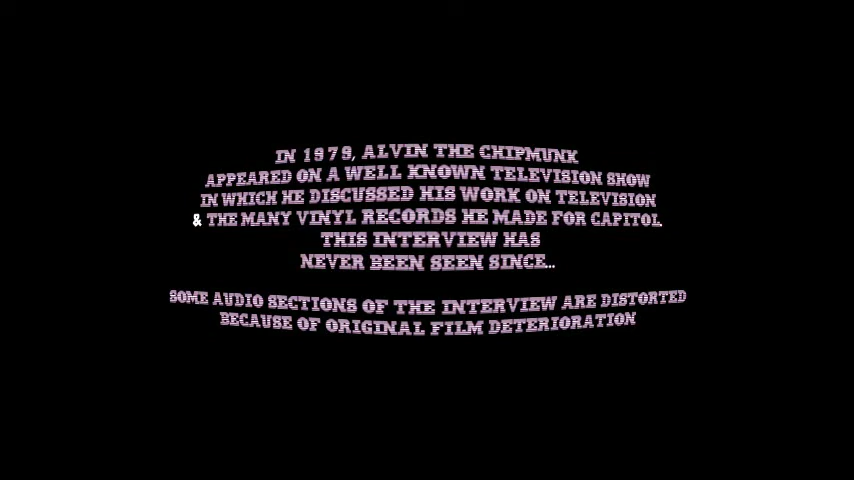 IN 1979, ALVIN THE CHIPMUNK
APPEARED ON A WELL KNOWN TELEVISION SHOW
IN WHICH HE DISCUSSED HIS WORK ON TELEVISION
& THE MANY VINYL RECORDS HE MADE FOR CAPITOL.
THIS INTERVIEW HAS
NEVER BEEN SEEN SINCE...
SOME AUDIO SECTIONS OF THE INTERVIEW ARE DISTORTED
BECAUSE OF ORIGINAL FILM DETERIORATION